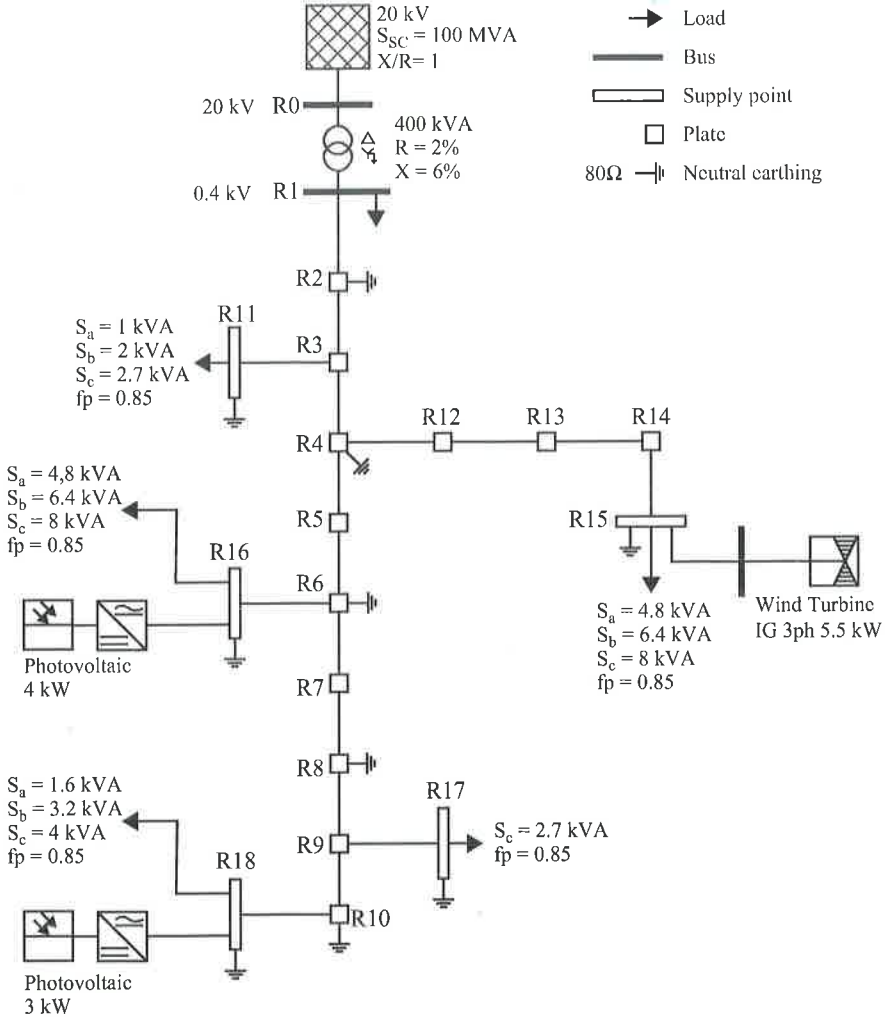 20 kV
S_SC = 100 MVA
X/R= 1
Load
Bus
Supply point
Plate
80Ω
Neutral earthing
20 kV R0
400 kVA
R = 2%
X = 6%
0.4 kV R1
R2
R11
S_a = 1 kVA
S_b = 2 kVA
S_c = 2.7 kVA
fp = 0.85
R3
R4
R12
R13
R14
S_a = 4,8 kVA
S_b = 6.4 kVA
S_c = 8 kVA
fp = 0.85
R5
R15
R16
R6
S_a = 4.8 kVA
S_b = 6.4 kVA
S_c = 8 kVA
fp = 0.85
Wind Turbine
IG 3ph 5.5 kW
Photovoltaic
4 kW
R7
R8
S_a = 1.6 kVA
S_b = 3.2 kVA
S_c = 4 kVA
fp = 0.85
R17
R9
S_c = 2.7 kVA
fp = 0.85
R18
R10
Photovoltaic
3 kW